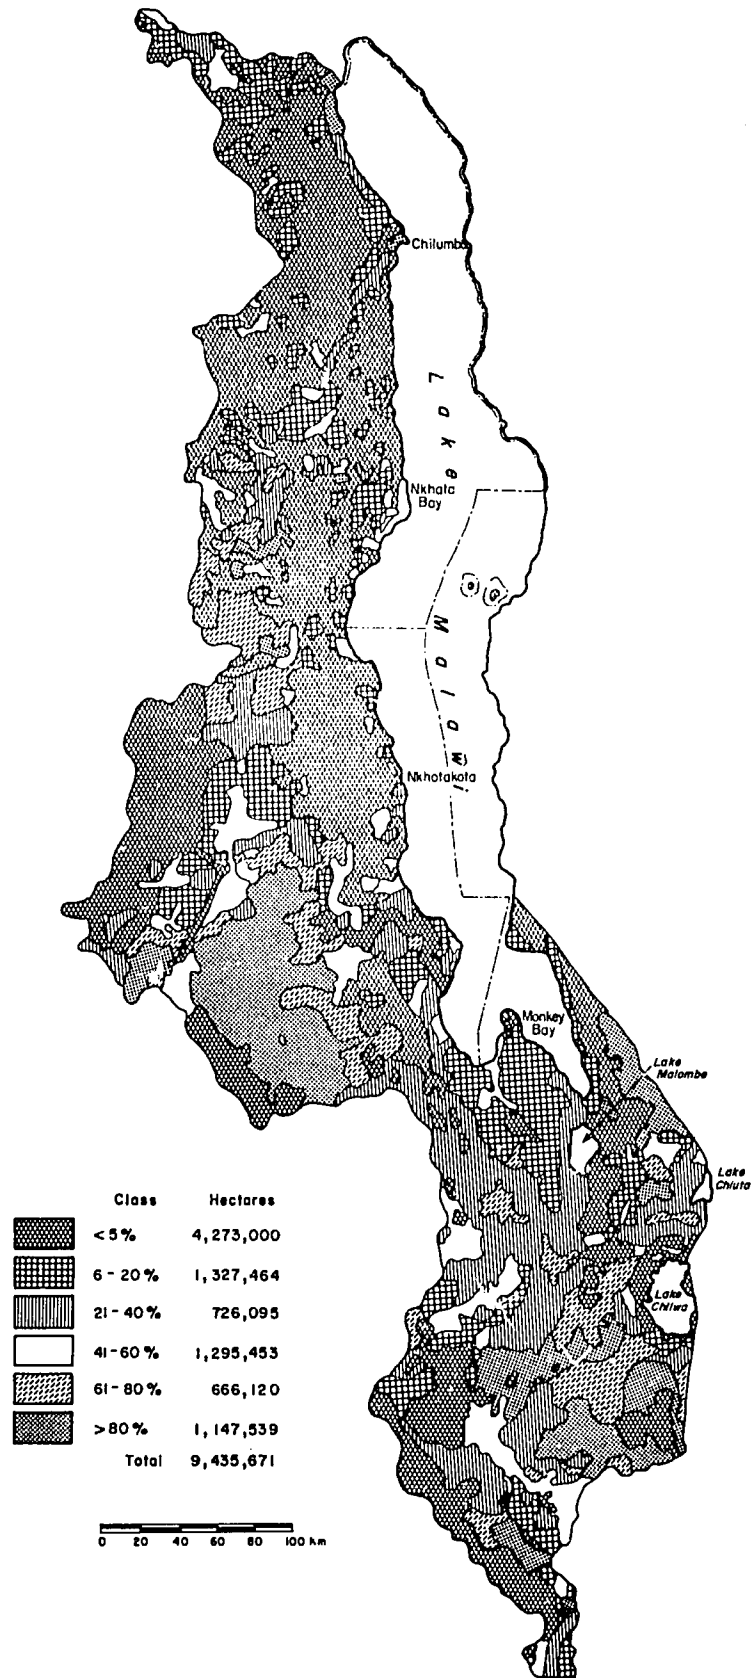 Chilumba
Lake
Nkhata
Bay
Malawi
Nkhotakota
Monkey
Bay
Lake
Malombe
Lake
Chiuta
Lake
Chilwa
Class Hectares
<5% 4,273,000
6-20% 1,327,464
21-40% 726,095
41-60% 1,295,453
61-80% 666,120
>80% 1,147,539
Total 9,435,671
0 20 40 60 80 100 km